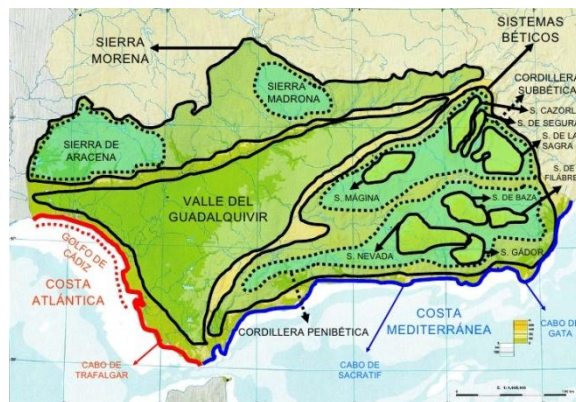 SISTEMAS
BÉTICOS
SIERRA
MORENA
CORDILLERA
SUBBÉTICA
SIERRA
MADRONA
S. CAZORL
S. DE SEGURA
S. DE LA
SAGRA
SIERRA DE
ARACENA
S. DE
FILÁBRE
VALLE DEL
GUADALQUIVIR
S. MÁGINA
S. DE BAZA
GOLFO DE
CÁDIZ
S. NEVADA
S. GÁDOR
COSTA
ATLÁNTICA
COSTA
MEDITERRÁNEA
CORDILLERA PENIBÉTICA
CABO DE
GATA
CABO DE
TRAFALGAR
CABO DE
SACRATIF